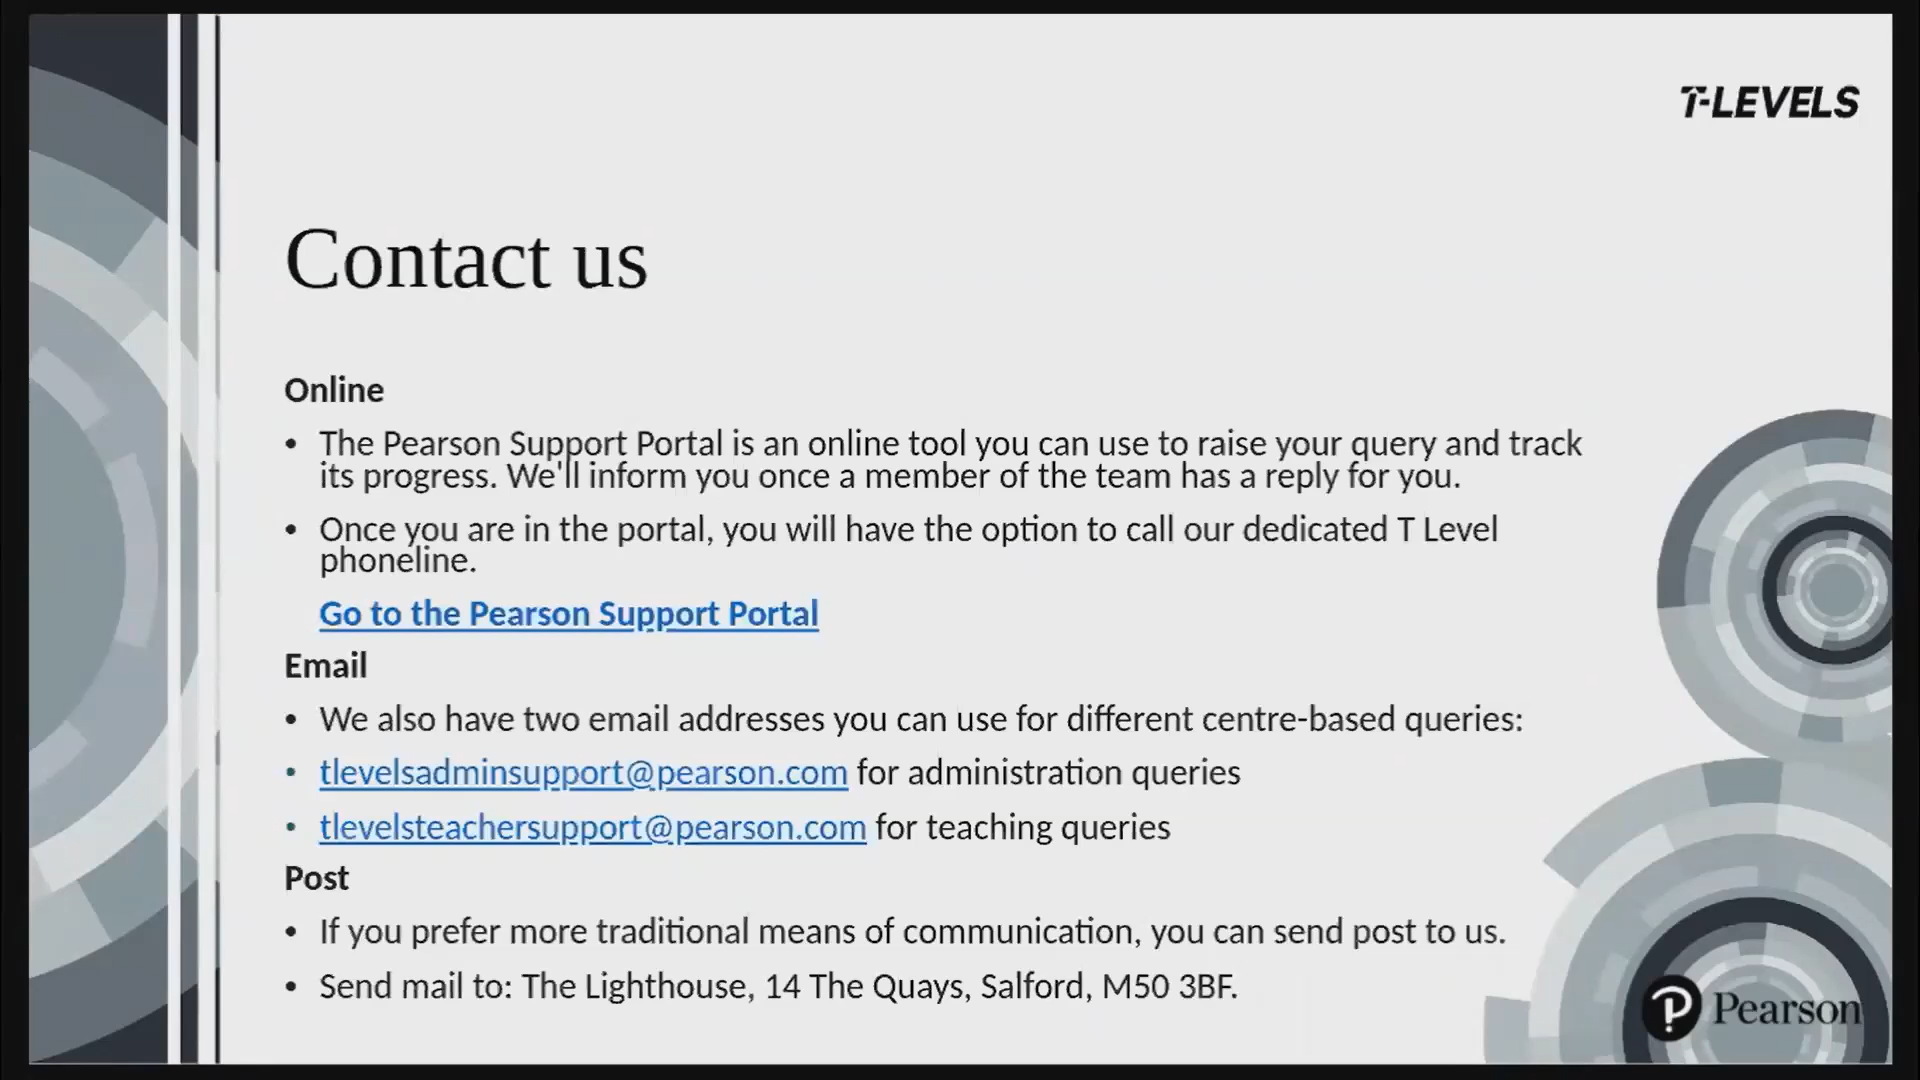 T-LEVELS
Contact us
Online
• The Pearson Support Portal is an online tool you can use to raise your query and track
its progress. We'll inform you once a member of the team has a reply for you.
• Once you are in the portal, you will have the option to call our dedicated T Level
phoneline.
Go to the Pearson Support Portal
Email
• We also have two email addresses you can use for different centre-based queries:
• tlevelsadminsupport@pearson.com for administration queries
• tlevelsteachersupport@pearson.com for teaching queries
Post
• If you prefer more traditional means of communication, you can send post to us.
• Send mail to: The Lighthouse, 14 The Quays, Salford, M50 3BF.
Pearson